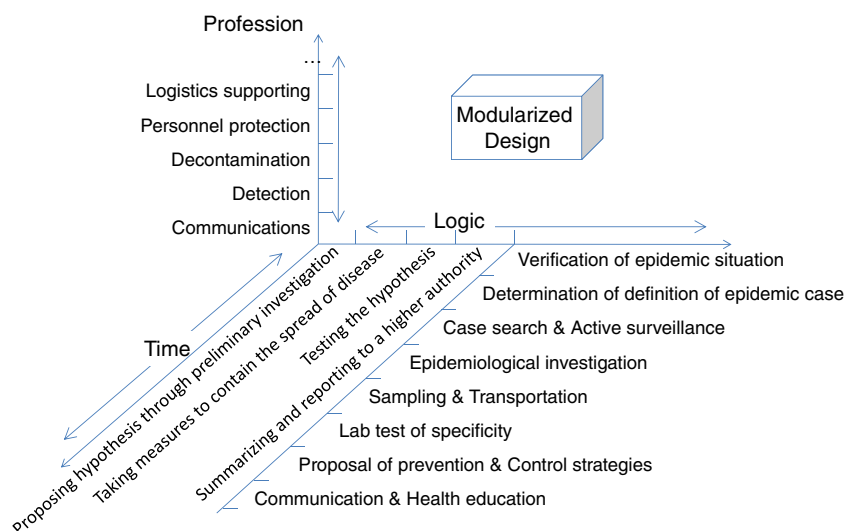 Profession
...
Logistics supporting
Personnel protection
Decontamination
Detection
Communications
Modularized
Design
Logic
Time
Proposing hypothesis through preliminary investigation
Taking measures to contain the spread of disease
Testing the hypothesis
Summarizing and reporting to a higher authority
Verification of epidemic situation
Determination of definition of epidemic case
Case search & Active surveillance
Epidemiological investigation
Sampling & Transportation
Lab test of specificity
Proposal of prevention & Control strategies
Communication & Health education